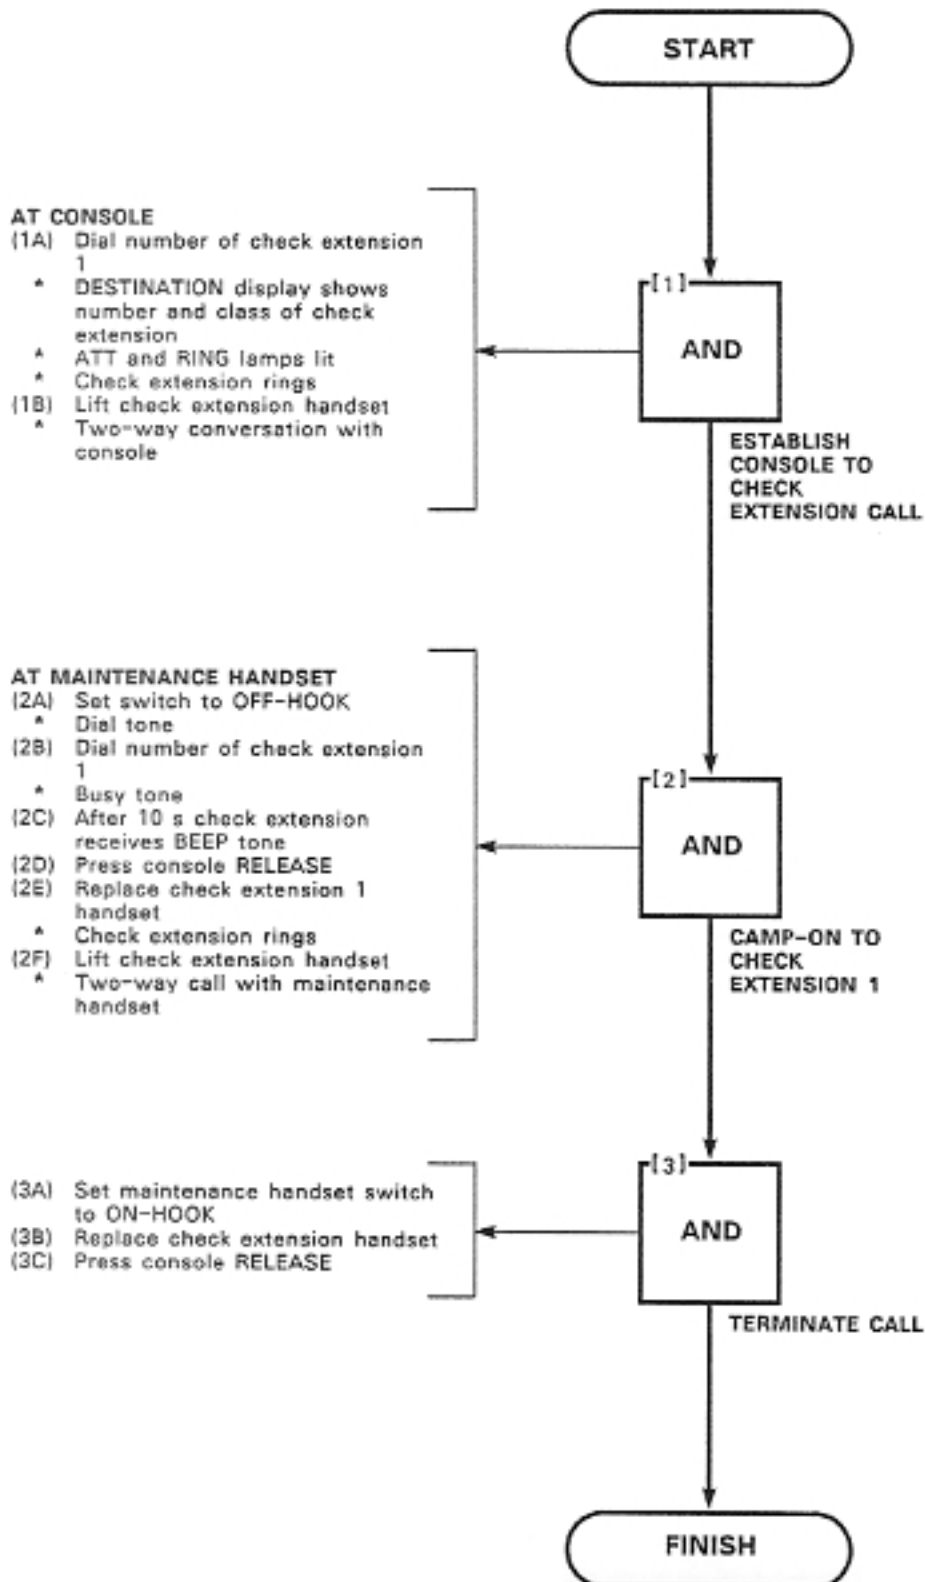 START
AT CONSOLE
(1A) Dial number of check extension
1
* DESTINATION display shows
number and class of check
extension
* ATT and RING lamps lit
* Check extension rings
(1B) Lift check extension handset
* Two-way conversation with
console
[1]
AND
ESTABLISH
CONSOLE TO
CHECK
EXTENSION CALL
AT MAINTENANCE HANDSET
(2A) Set switch to OFF-HOOK
* Dial tone
(2B) Dial number of check extension
1
* Busy tone
(2C) After 10 s check extension
receives BEEP tone
(2D) Press console RELEASE
(2E) Replace check extension 1
handset
* Check extension rings
(2F) Lift check extension handset
* Two-way call with maintenance
handset
[2]
AND
CAMP-ON TO
CHECK
EXTENSION 1
(3A) Set maintenance handset switch
to ON-HOOK
(3B) Replace check extension handset
(3C) Press console RELEASE
[3]
AND
TERMINATE CALL
FINISH